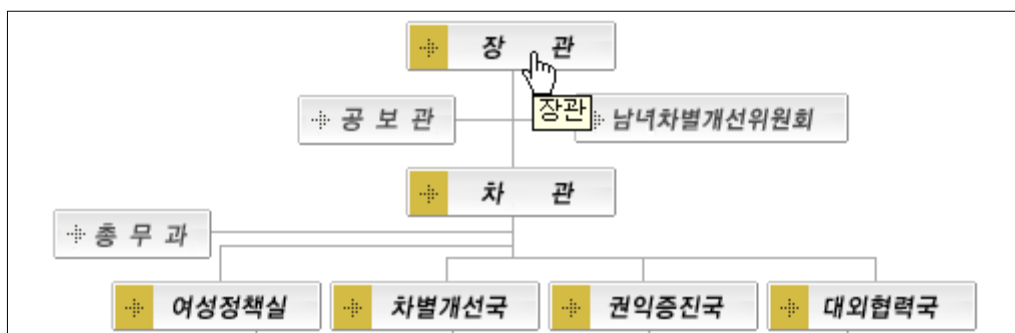 장 관
장관
공 보 관
남녀차별개선위원회
차 관
총 무 과
여성정책실
차별개선국
권익증진국
대외협력국